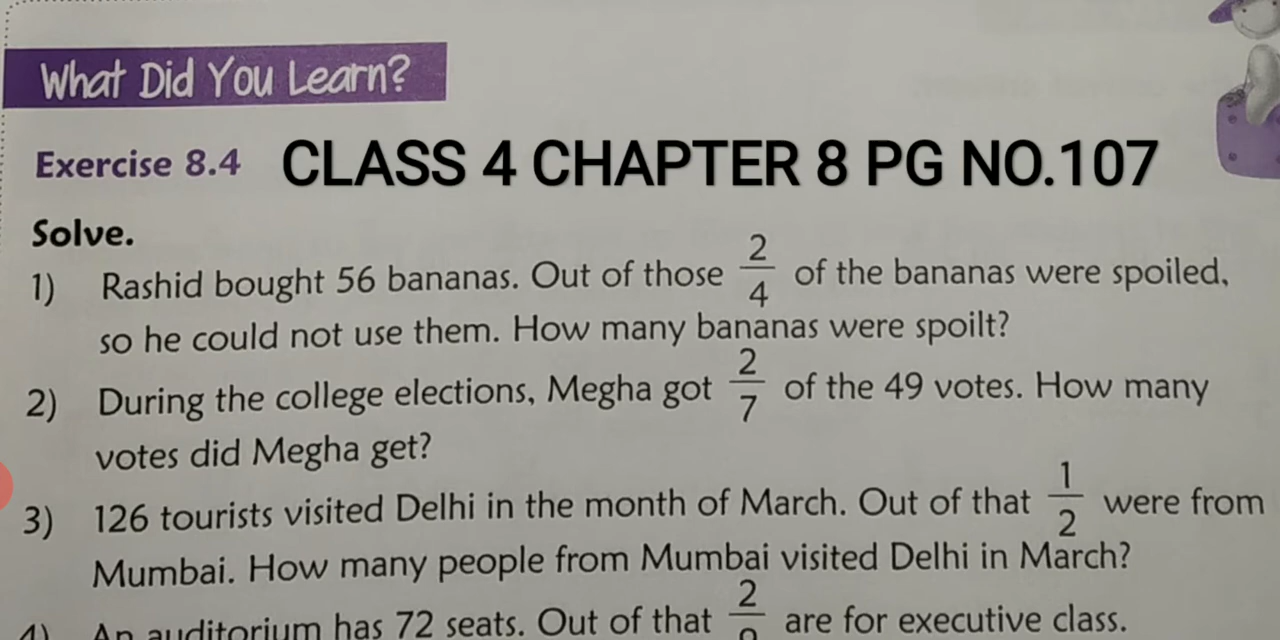 What Did You Learn?
Exercise 8.4 CLASS 4 CHAPTER 8 PG NO.107
Solve.
1) Rashid bought 56 bananas. Out of those 2/4 of the bananas were spoiled,
so he could not use them. How many bananas were spoilt?
2) During the college elections, Megha got 2/7 of the 49 votes. How many
votes did Megha get?
3) 126 tourists visited Delhi in the month of March. Out of that 1/2 were from
Mumbai. How many people from Mumbai visited Delhi in March?
4) An auditorium has 72 seats. Out of that 2/ are for executive class.